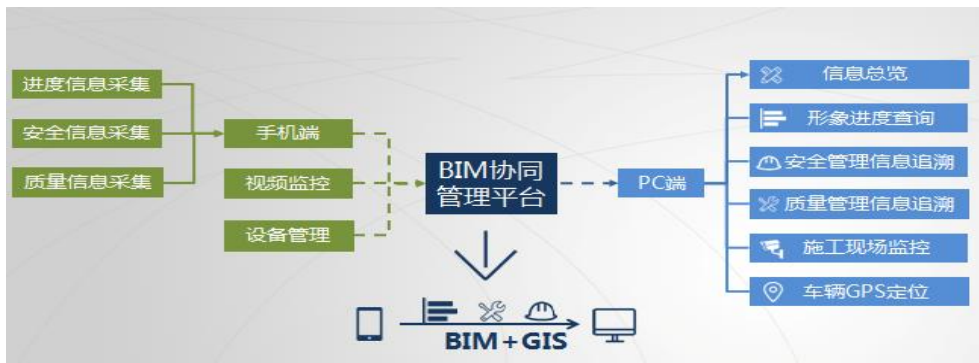 进度信息采集
安全信息采集
质量信息采集
手机端
视频监控
设备管理
BIM协同
管理平台
PC端
信息总览
形象进度查询
安全管理信息追溯
质量管理信息追溯
施工现场监控
车辆GPS定位
BIM+GIS